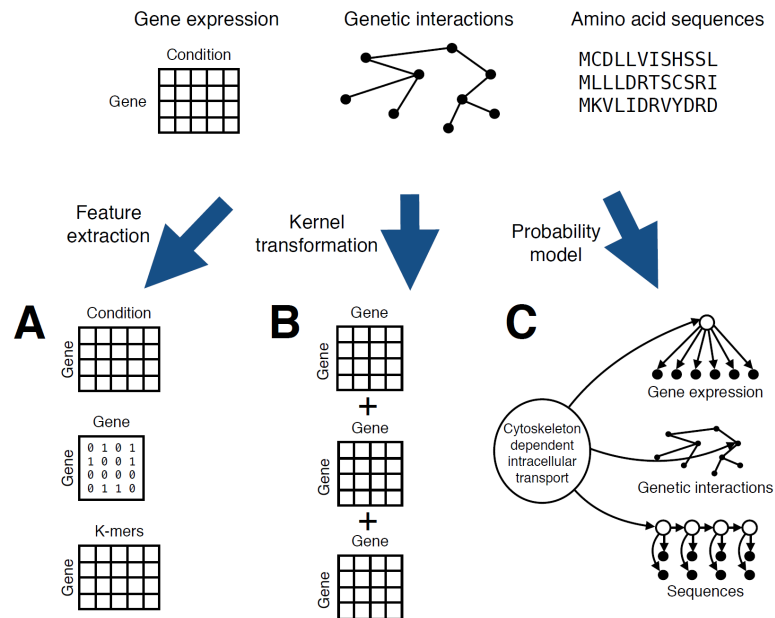 Gene expression
Genetic interactions
Amino acid sequences
Condition
Gene
MCDLLVISHSSL
MLLLDRTSCSRI
MKVLIDRVYDRD
Feature
extraction
Kernel
transformation
Probability
model
A
Condition
Gene
Gene
Gene
0 1 0 1
1 0 0 1
0 0 0 0
0 1 1 0
K-mers
Gene
B
Gene
Gene
+
Gene
Gene
+
Gene
Gene
C
Gene expression
Cytoskeleton
dependent
intracellular
transport
Genetic interactions
Sequences